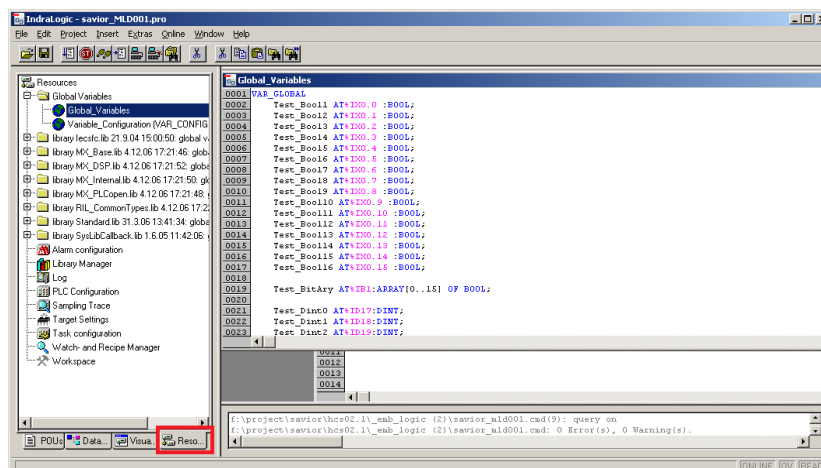 IndraLogic - savior_MLD001.pro
File Edit Project Insert Extras Online Window Help
Resources
Global Variables
Global_Variables
Variable_Configuration (VAR_CONFIG
library Iecsfc.lib 21.9.04 15:00:50: global v
library MX_Base.lib 4.12.06 17:21:46: globa
library MX_DSP.lib 4.12.06 17:21:52: globa
library MX_Internal.lib 4.12.06 17:21:50: glo
library MX_PLCopen.lib 4.12.06 17:21:48:
library RIL_CommonTypes.lib 4.12.06 17:2
library Standard.lib 31.3.06 13:41:34: globa
library SysLibCallback.lib 1.6.05 11:42:06:
Alarm configuration
Library Manager
Log
PLC Configuration
Sampling Trace
Target Settings
Task configuration
Watch- and Recipe Manager
Workspace
POUs Data... Visua... Reso...
Global_Variables
0001 VAR_GLOBAL
0002 Test_Bool1 AT%IX0.0 :BOOL;
0003 Test_Bool2 AT%IX0.1 :BOOL;
0004 Test_Bool3 AT%IX0.2 :BOOL;
0005 Test_Bool4 AT%IX0.3 :BOOL;
0006 Test_Bool5 AT%IX0.4 :BOOL;
0007 Test_Bool6 AT%IX0.5 :BOOL;
0008 Test_Bool7 AT%IX0.6 :BOOL;
0009 Test_Bool8 AT%IX0.7 :BOOL;
0010 Test_Bool9 AT%IX0.8 :BOOL;
0011 Test_Bool10 AT%IX0.9 :BOOL;
0012 Test_Bool11 AT%IX0.10 :BOOL;
0013 Test_Bool12 AT%IX0.11 :BOOL;
0014 Test_Bool13 AT%IX0.12 :BOOL;
0015 Test_Bool14 AT%IX0.13 :BOOL;
0016 Test_Bool15 AT%IX0.14 :BOOL;
0017 Test_Bool16 AT%IX0.15 :BOOL;
0018
0019 Test_BitAry AT%IB1:ARRAY[0..15] OF BOOL;
0020
0021 Test_Dint0 AT%ID17:DINT;
0022 Test_Dint1 AT%ID18:DINT;
0023 Test_Dint2 AT%ID19:DINT;
0011
0012
0013
0014
f:\project\savior\hcs02.1\_emb_logic (2)\savior_mld001.cmd(9): query on
f:\project\savior\hcs02.1\_emb_logic (2)\savior_mld001.cmd: 0 Error(s), 0 Warning(s).
ONLINE OV READ